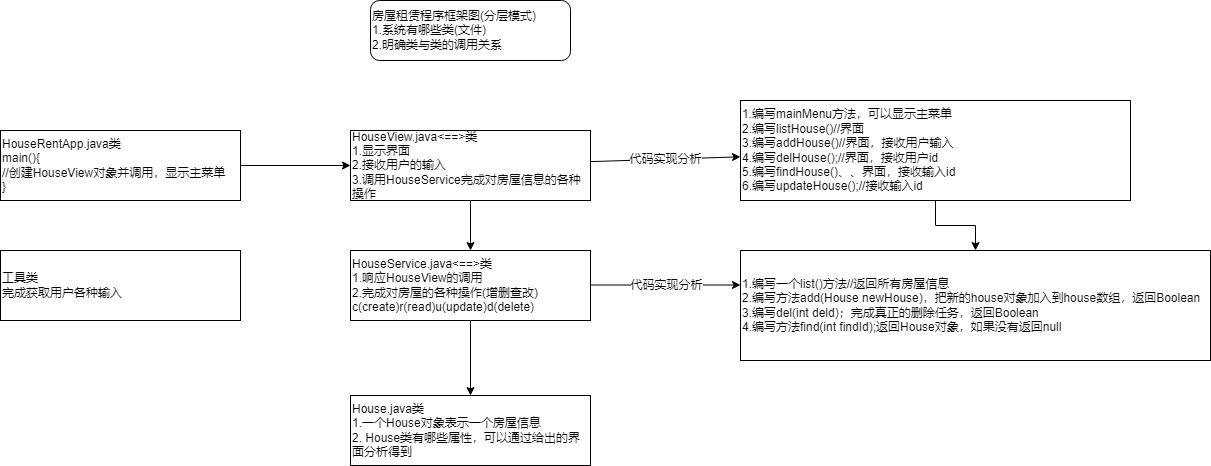 房屋租赁程序框架图(分层模式)
1.系统有哪些类(文件)
2.明确类与类的调用关系
HouseRentApp.java类
main(){
//创建HouseView对象并调用，显示主菜单
}
HouseView.java<==>类
1.显示界面
2.接收用户的输入
3.调用HouseService完成对房屋信息的各种
操作
代码实现分析
1.编写mainMenu方法，可以显示主菜单
2.编写listHouse()//界面
3.编写addHouse()//界面，接收用户输入
4.编写delHouse();//界面，接收用户id
5.编写findHouse()、、界面，接收输入id
6.编写updateHouse();//接收输入id
工具类
完成获取用户各种输入
HouseService.java<==>类
1.响应HouseView的调用
2.完成对房屋的各种操作(增删查改)
c(create)r(read)u(update)d(delete)
代码实现分析
1.编写一个list()方法//返回所有房屋信息
2.编写方法add(House newHouse)，把新的house对象加入到house数组，返回Boolean
3.编写del(int deld)；完成真正的删除任务，返回Boolean
4.编写方法find(int findId);返回House对象，如果没有返回null
House.java类
1.一个House对象表示一个房屋信息
2. House类有哪些属性，可以通过给出的界
面分析得到